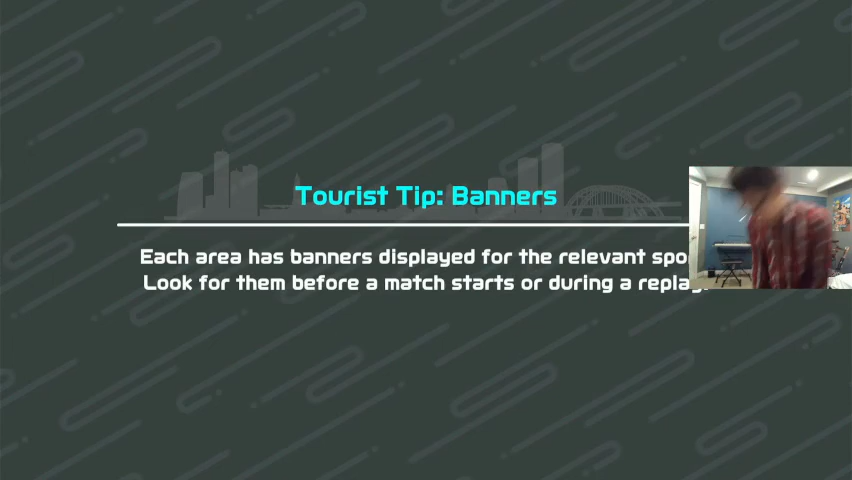 Tourist Tip: Banners
Each area has banners displayed for the relevant
Look for them before a match starts or during a replay.